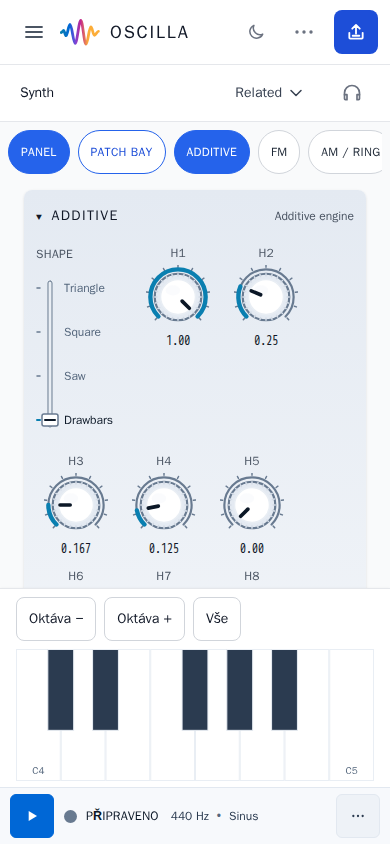 OSCILLA
Synth
Related
PANEL
PATCH BAY
ADDITIVE
FM
AM / RING
ADDITIVE
Additive engine
SHAPE
Triangle
Square
Saw
Drawbars
H1
H2
1.00
0.25
H3
H4
H5
0.167
0.125
0.00
H6
H7
H8
Oktáva −
Oktáva +
Vše
C4
C5
PŘIPRAVENO
440 Hz • Sinus